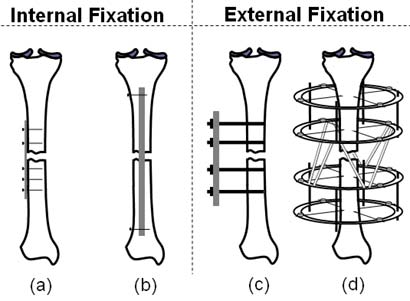 Internal Fixation
External Fixation
(a)
(b)
(c)
(d)